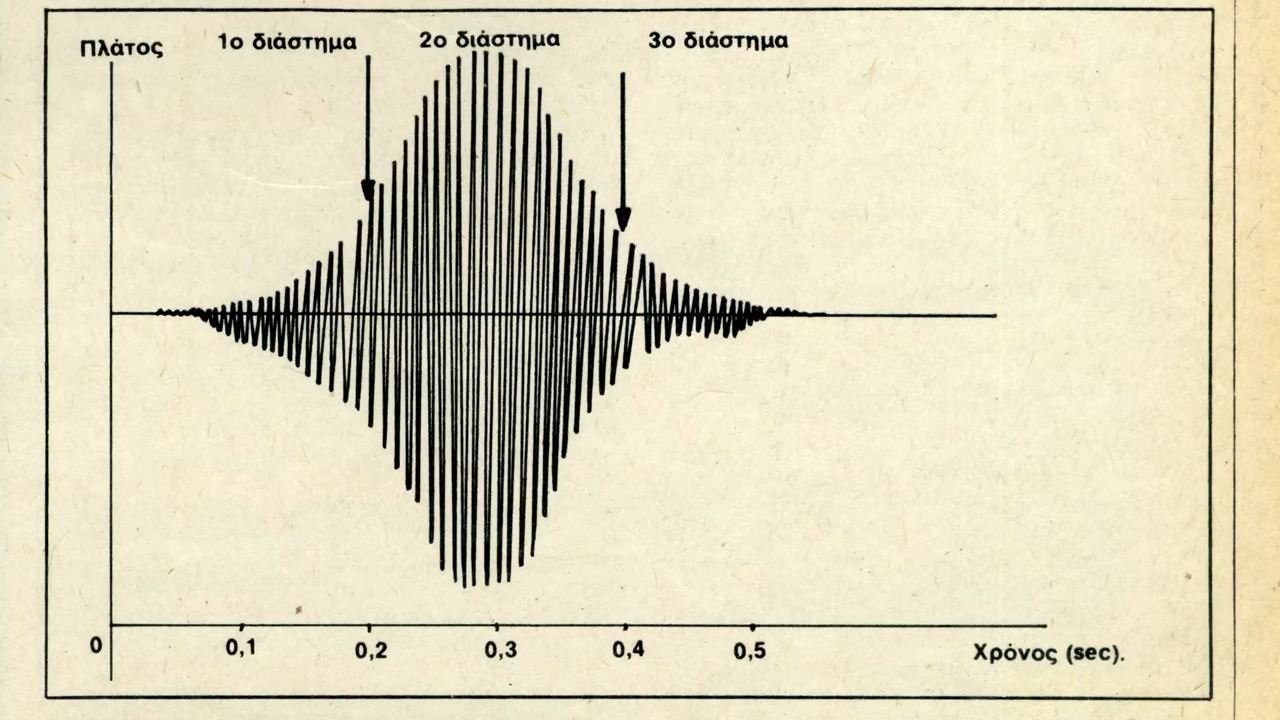 Πλάτος 1ο διάστημα 2ο διάστημα 3ο διάστημα
0 0,1 0,2 0,3 0,4 0,5 Χρόνος (sec).